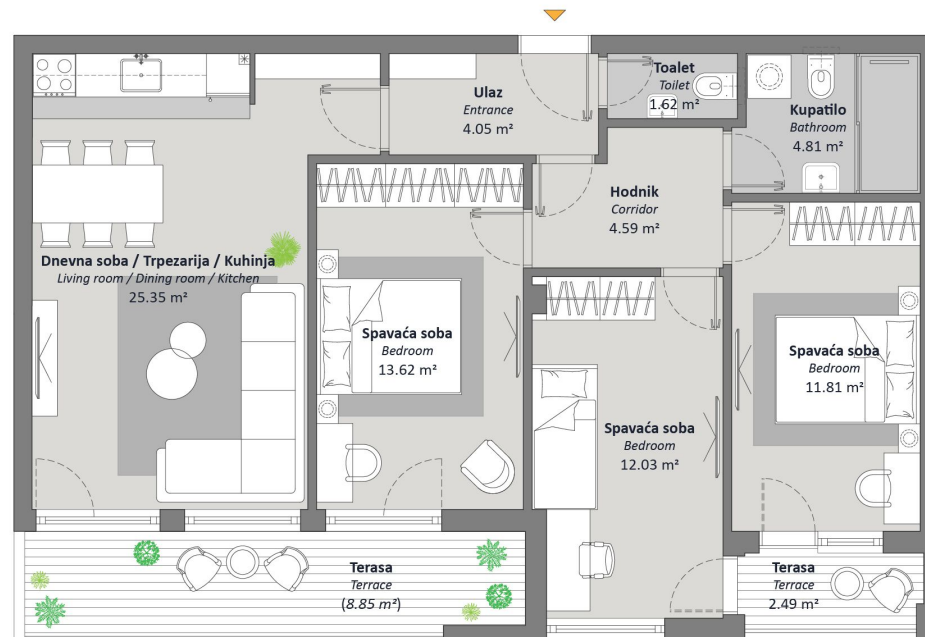 Ulaz
Entrance
4.05 m²
Toalet
Toilet
1.62 m²
Kupatilo
Bathroom
4.81 m²
Hodnik
Corridor
4.59 m²
Dnevna soba / Trpezarija / Kuhinja
Living room / Dining room / Kitchen
25.35 m²
Spavaća soba
Bedroom
13.62 m²
Spavaća soba
Bedroom
12.03 m²
Spavaća soba
Bedroom
11.81 m²
Terasa
Terrace
(8.85 m²)
Terasa
Terrace
2.49 m²